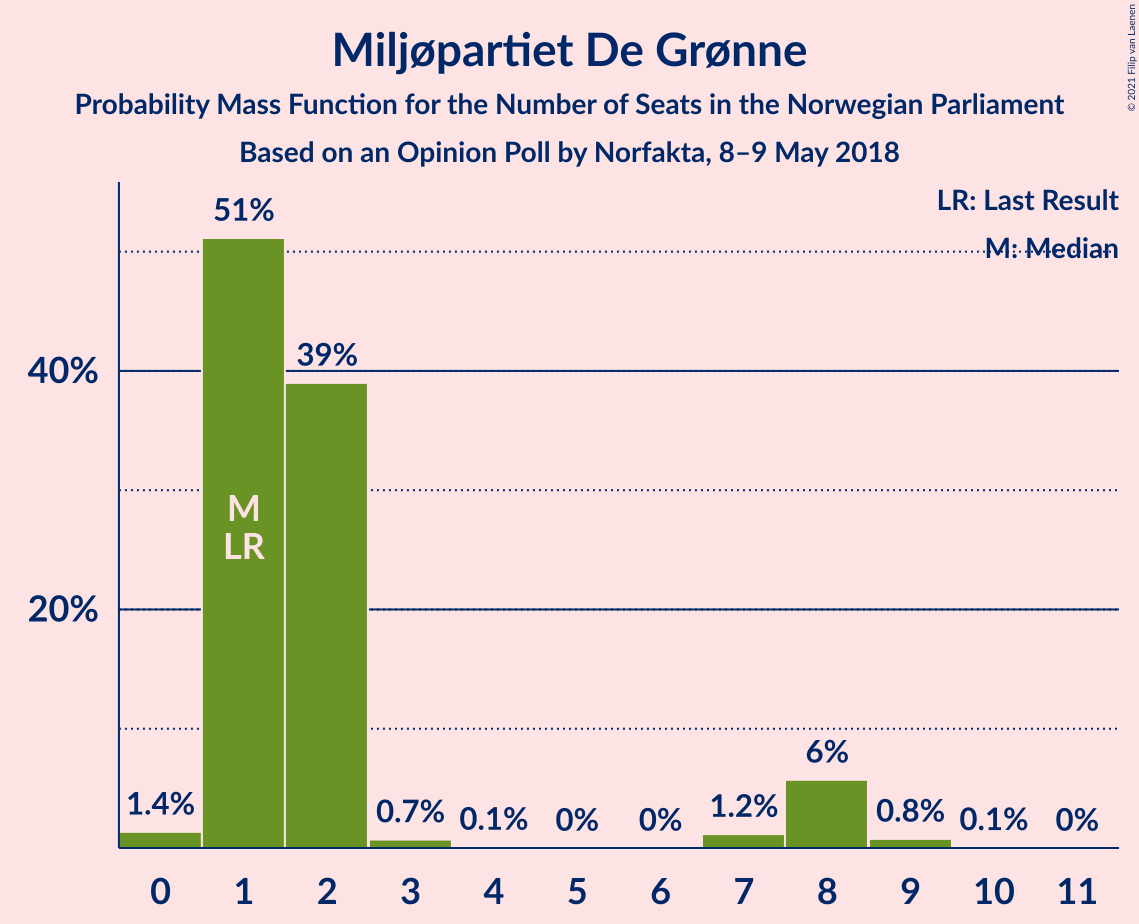 Miljøpartiet De Grønne
Probability Mass Function for the Number of Seats in the Norwegian Parliament
Based on an Opinion Poll by Norfakta, 8–9 May 2018
© 2021 Filip van Laenen
LR: Last Result
M: Median
40%
20%
51%
39%
M
LR
1.4%
0.7%
0.1%
0%
0%
1.2%
6%
0.8%
0.1%
0%
0 1 2 3 4 5 6 7 8 9 10 11